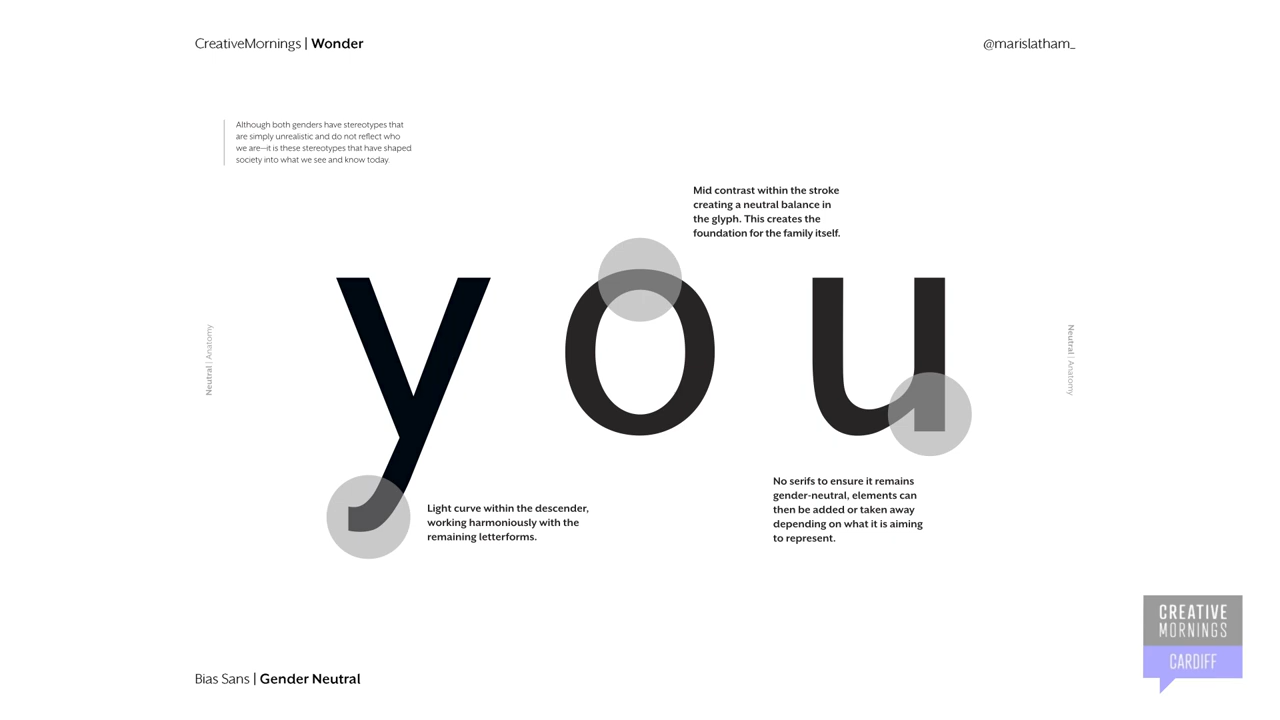 CreativeMornings | Wonder
@marislatham_
Although both genders have stereotypes that
are simply unrealistic and do not reflect who
we are—it is these stereotypes that have shaped
society into what we see and know today.
Mid contrast within the stroke
creating a neutral balance in
the glyph. This creates the
foundation for the family itself.
you
Neutral | Anatomy
Neutral | Anatomy
Light curve within the descender,
working harmoniously with the
remaining letterforms.
No serifs to ensure it remains
gender-neutral, elements can
then be added or taken away
depending on what it is aiming
to represent.
Bias Sans | Gender Neutral
CREATIVE
MORNINGS
CARDIFF